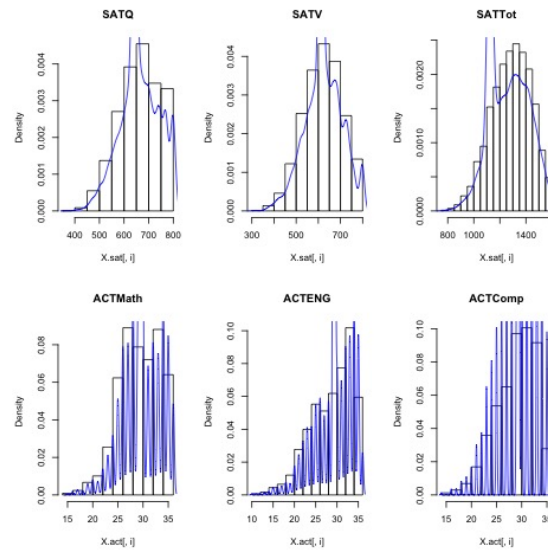 SATQ
Density
0.000 0.001 0.002 0.003 0.004
400 500 600 700 800
X.sat[, i]
SATV
Density
0.000 0.001 0.002 0.003 0.004
300 500 700
X.sat[, i]
SATTot
Density
0.0000 0.0010 0.0020
800 1000 1400
X.sat[, i]
ACTMath
Density
0.00 0.02 0.04 0.06 0.08
15 20 25 30 35
X.act[, i]
ACTENG
Density
0.00 0.02 0.04 0.06 0.08 0.10
10 15 20 25 30 35
X.act[, i]
ACTComp
Density
0.00 0.02 0.04 0.06 0.08 0.10
15 20 25 30 35
X.act[, i]